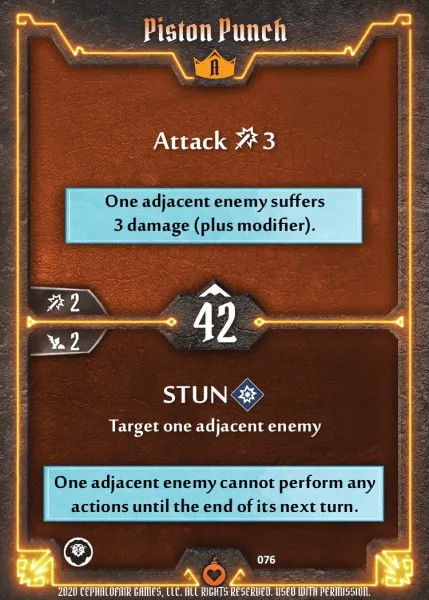 Piston Punch
A
Attack 3
One adjacent enemy suffers
3 damage (plus modifier).
2
42
2
STUN
Target one adjacent enemy
One adjacent enemy cannot perform any
actions until the end of its next turn.
076
2020 CEPHALOFAIR GAMES, LLC. ALL RIGHTS RESERVED. USED WITH PERMISSION.